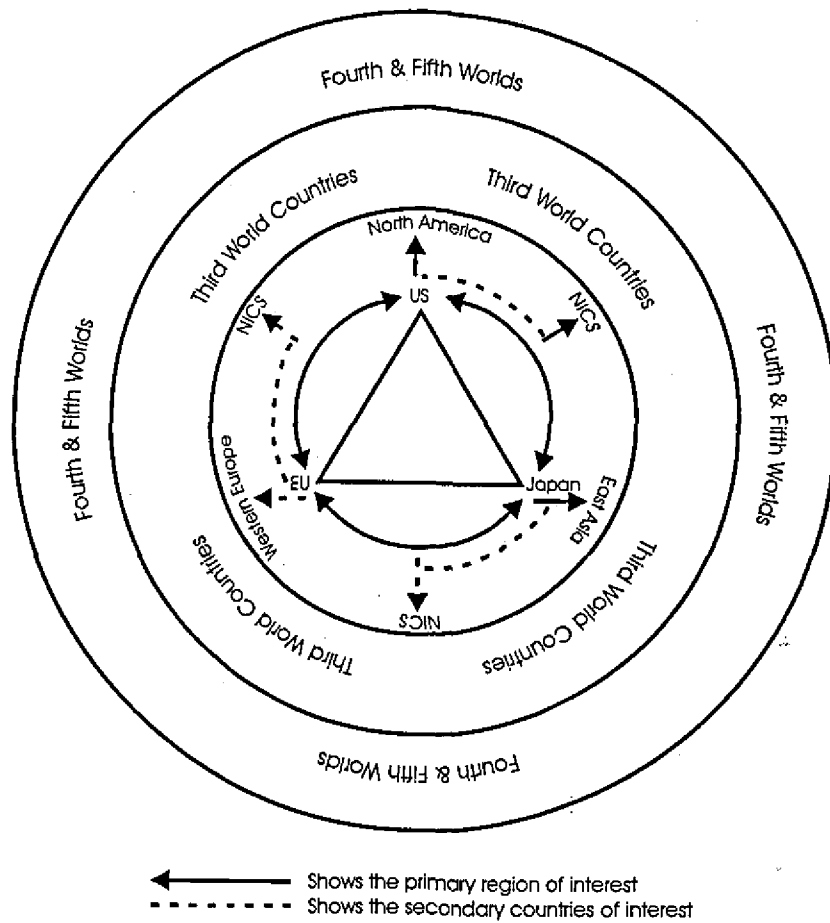 Fourth & Fifth Worlds
Third World Countries
Third World Countries
North America
US
NICS
NICS
Fourth & Fifth Worlds
Fourth & Fifth Worlds
Western Europe
EU
Japan
East Asia
NICS
Third World Countries
Third World Countries
Fourth & Fifth Worlds
Shows the primary region of interest
Shows the secondary countries of interest